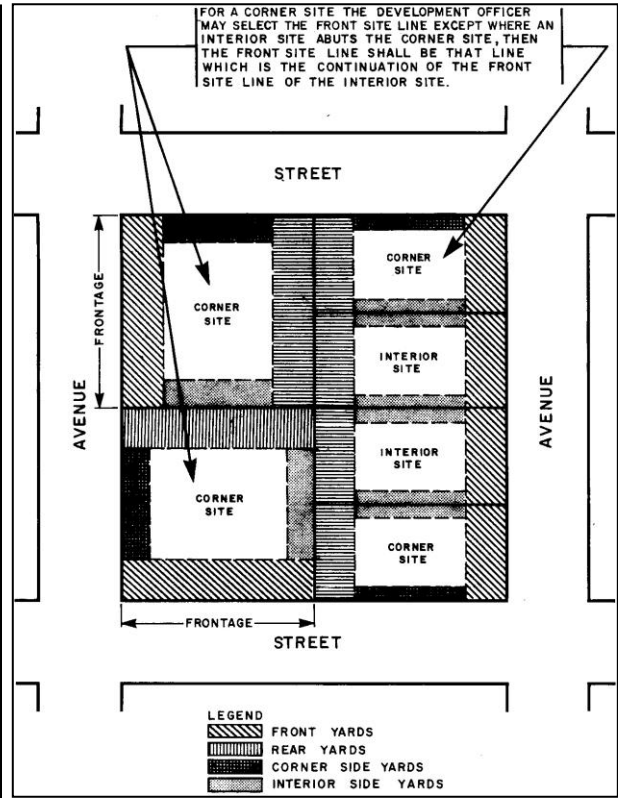 FOR A CORNER SITE THE DEVELOPMENT OFFICER
MAY SELECT THE FRONT SITE LINE EXCEPT WHERE AN
INTERIOR SITE ABUTS THE CORNER SITE, THEN
THE FRONT SITE LINE SHALL BE THAT LINE
WHICH IS THE CONTINUATION OF THE FRONT
SITE LINE OF THE INTERIOR SITE.
STREET
CORNER
SITE
CORNER
SITE
FRONTAGE
INTERIOR
SITE
AVENUE
AVENUE
INTERIOR
SITE
CORNER
SITE
CORNER
SITE
FRONTAGE
STREET
LEGEND
FRONT YARDS
REAR YARDS
CORNER SIDE YARDS
INTERIOR SIDE YARDS